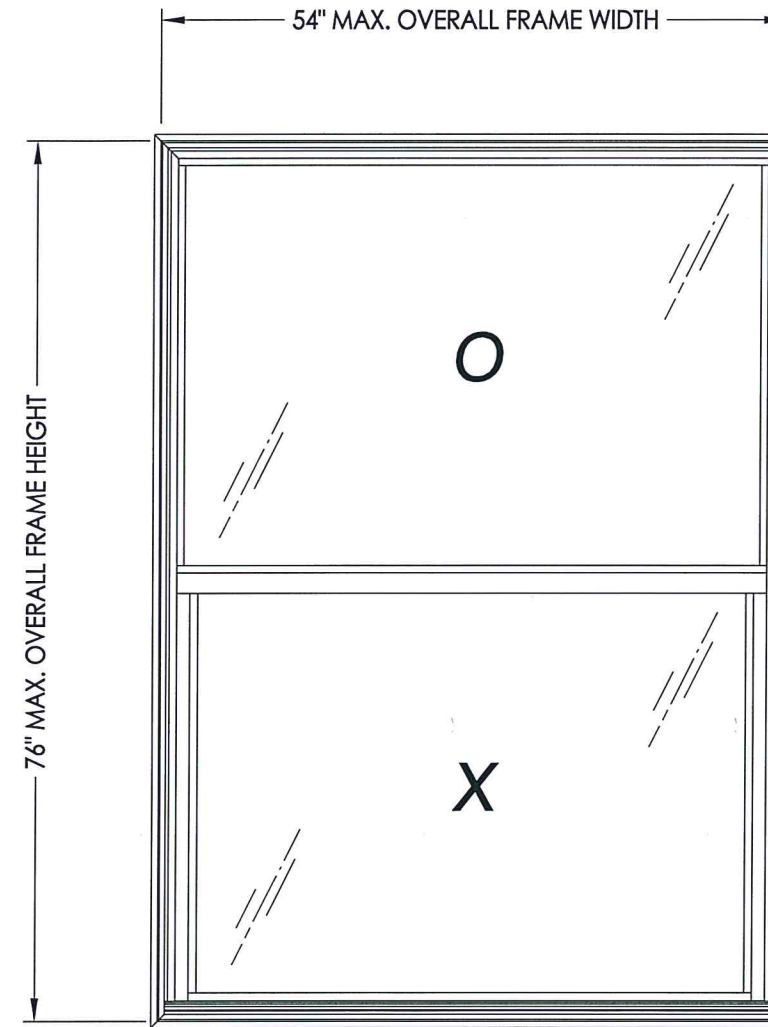 54" MAX. OVERALL FRAME WIDTH
76" MAX. OVERALL FRAME HEIGHT
O
X